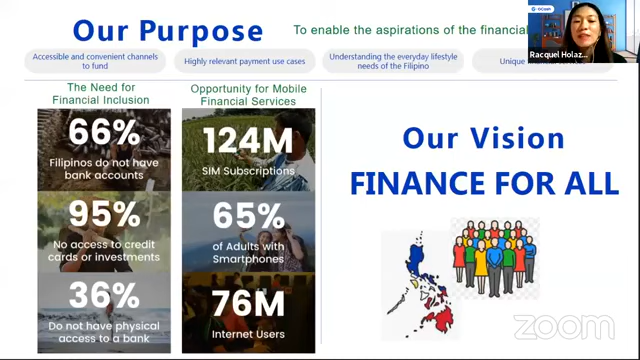 Our Purpose
To enable the aspirations of the financial
Accessible and convenient channels
to fund
Highly relevant payment use cases
Understanding the everyday lifestyle
needs of the Filipino
Unique
The Need for
Financial Inclusion
66%
Filipinos do not have
bank accounts
95%
No access to credit
cards or investments
36%
Do not have physical
access to a bank
Opportunity for Mobile
Financial Services
124M
SIM Subscriptions
65%
of Adults with
Smartphones
76M
Internet Users
Our Vision
FINANCE FOR ALL
GCash
Racquel Holaz...
zoom